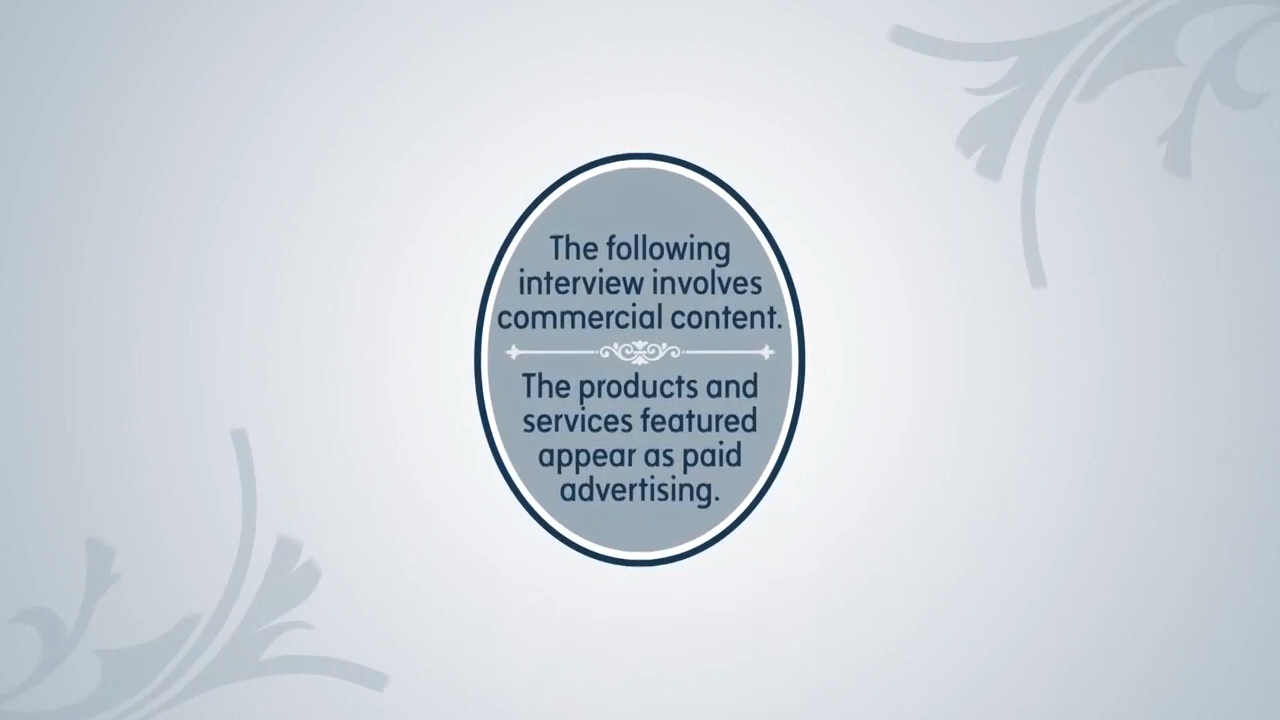 The following
interview involves
commercial content.
The products and
services featured
appear as paid
advertising.